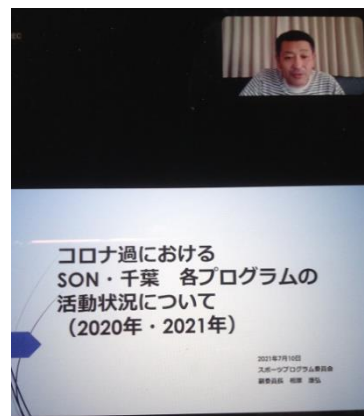 コロナ過における
SON・千葉　各プログラムの
活動状況について
（2020年・2021年）
2021年7月10日
スポーツプログラム委員会
副委員長